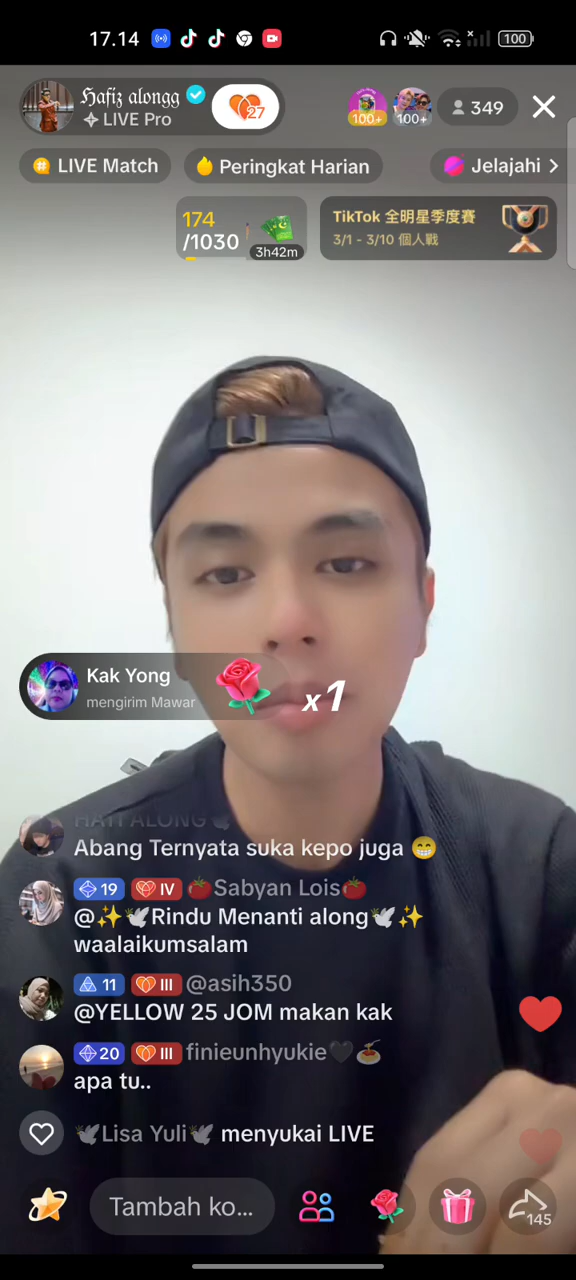 17.14
100
𝔥afiz alongg
LIVE Pro
27
100+
100+
349
LIVE Match
Peringkat Harian
Jelajahi
174
/1030
3h42m
TikTok 全明星季度賽
3/1 - 3/10 個人戰
Kak Yong
mengirim Mawar
x1
HATI ALONG🕊
Abang Ternyata suka kepo juga 😁
19 IV 🍅Sabyan Lois🍅
@✨🕊Rindu Menanti along🕊✨
waalaikumsalam
11 III @asih350
@YELLOW 25 JOM makan kak
20 III finieunhyukie🖤🍝
apa tu..
🕊Lisa Yuli🕊 menyukai LIVE
Tambah ko...
145